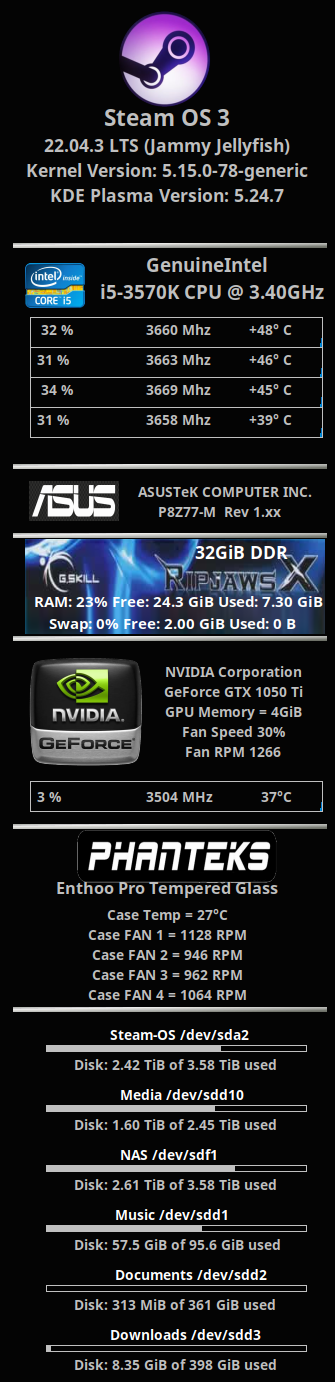 Steam OS 3
22.04.3 LTS (Jammy Jellyfish)
Kernel Version: 5.15.0-78-generic
KDE Plasma Version: 5.24.7
intel inside™
CORE i5
GenuineIntel
i5-3570K CPU @ 3.40GHz
32 % 3660 Mhz +48° C
31 % 3663 Mhz +46° C
34 % 3669 Mhz +45° C
31 % 3658 Mhz +39° C
ASUS
ASUSTeK COMPUTER INC.
P8Z77-M Rev 1.xx
32GiB DDR
G.SKILL
RIPJAWS X
RAM: 23% Free: 24.3 GiB Used: 7.30 GiB
Swap: 0% Free: 2.00 GiB Used: 0 B
NVIDIA.
GEFORCE
NVIDIA Corporation
GeForce GTX 1050 Ti
GPU Memory = 4GiB
Fan Speed 30%
Fan RPM 1266
3 % 3504 MHz 37°C
PHANTEKS
Enthoo Pro Tempered Glass
Case Temp = 27°C
Case FAN 1 = 1128 RPM
Case FAN 2 = 946 RPM
Case FAN 3 = 962 RPM
Case FAN 4 = 1064 RPM
Steam-OS /dev/sda2
Disk: 2.42 TiB of 3.58 TiB used
Media /dev/sdd10
Disk: 1.60 TiB of 2.45 TiB used
NAS /dev/sdf1
Disk: 2.61 TiB of 3.58 TiB used
Music /dev/sdd1
Disk: 57.5 GiB of 95.6 GiB used
Documents /dev/sdd2
Disk: 313 MiB of 361 GiB used
Downloads /dev/sdd3
Disk: 8.35 GiB of 398 GiB used